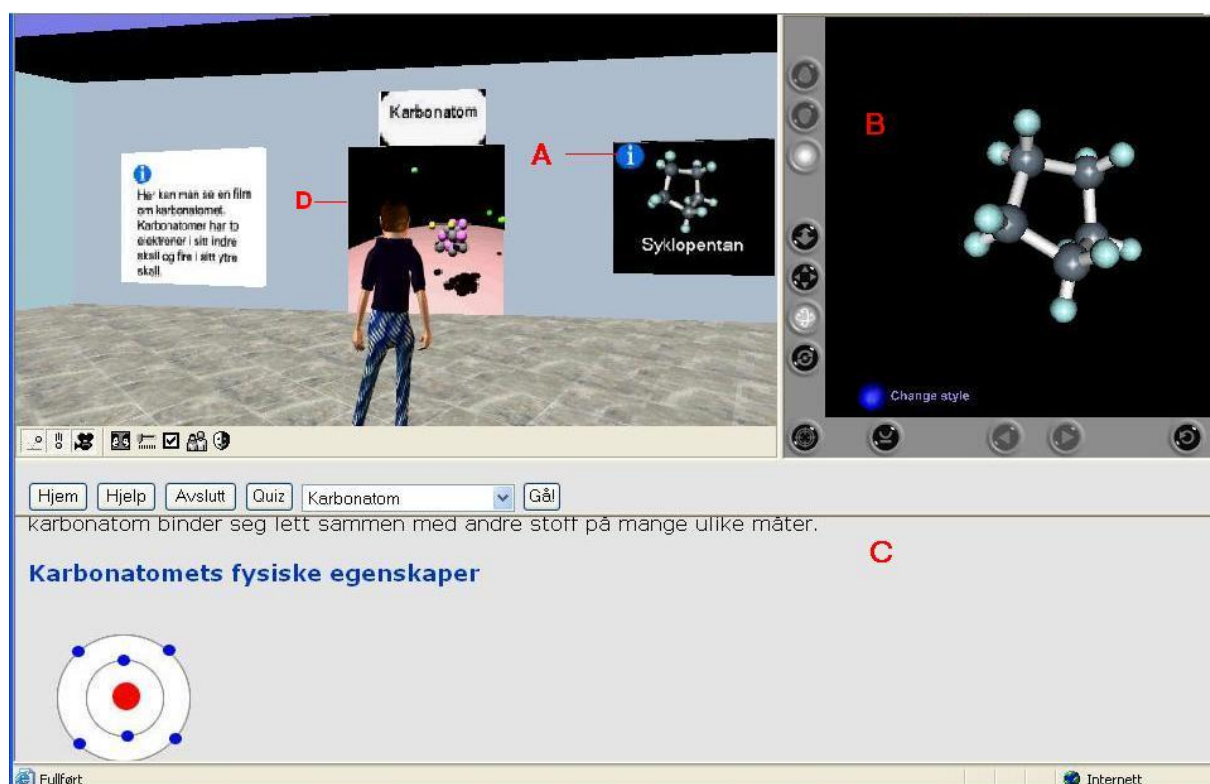 Karbonatom
A
B
D
Her kan man se en film
om karbonatomet.
Karbonatomer har to
elektroner i sitt indre
skall og fire i sitt ytre
skall.
Syklopentan
Change style
Hjem
Hjelp
Avslutt
Quiz
Karbonatom
Gå!
karbonatom binder seg lett sammen med andre stoff på mange ulike måter.
C
Karbonatomets fysiske egenskaper
Fullført
Internett